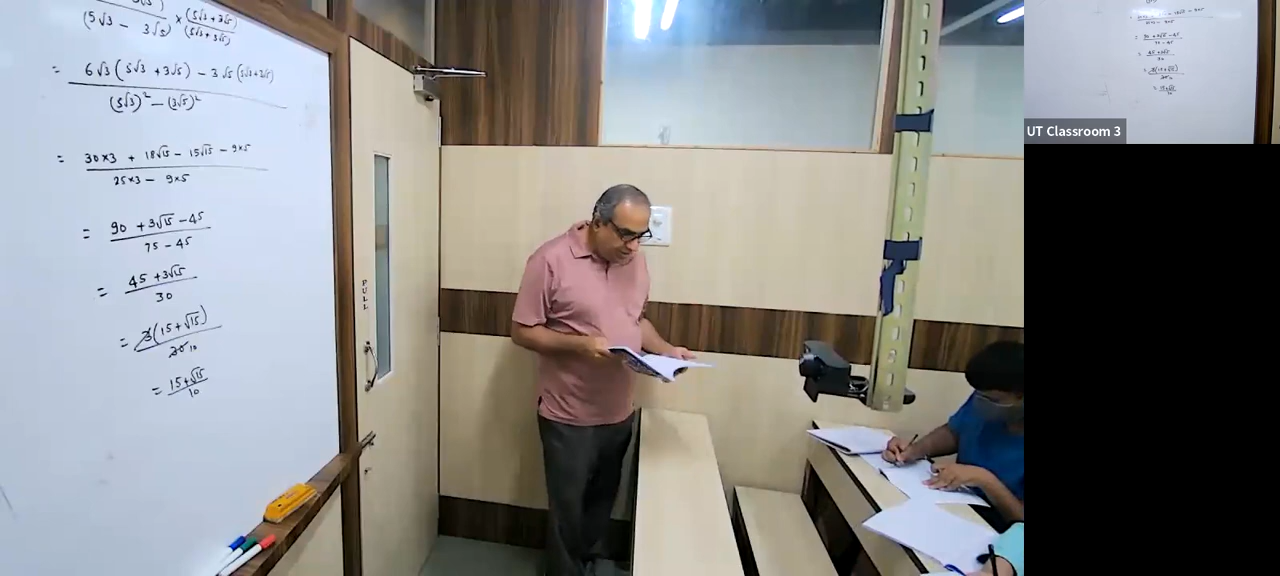 (5√3 − 3√5) × (5√3 + 3√5) / (5√3 + 3√5)
= 6√3 (5√3 + 3√5) − 3√5 (5√3 + 3√5)
(5√3)² − (3√5)²
= 30×3 + 18√15 − 15√15 − 9×5
25×3 − 9×5
= 90 + 3√15 − 45
75 − 45
= 45 + 3√15
30
= 3(15 + √15)
30 10
= 15 + √15
10
PULL
UT Classroom 3